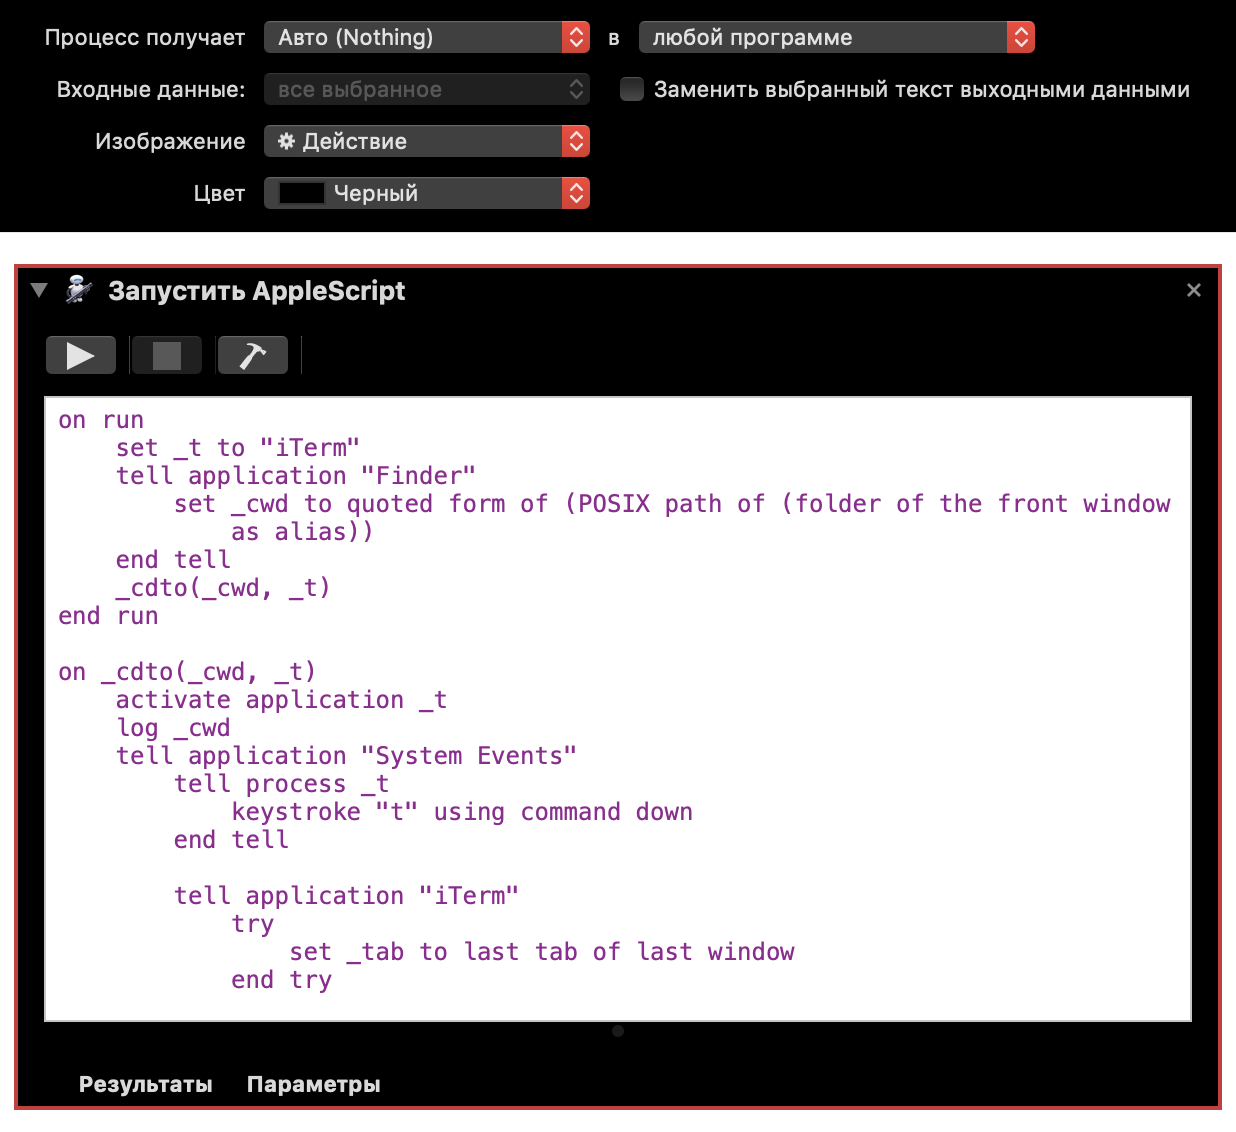 Процесс получает Авто (Nothing) в любой программе
Входные данные: все выбранное Заменить выбранный текст выходными данными
Изображение Действие
Цвет Черный
Запустить AppleScript
on run
set _t to "iTerm"
tell application "Finder"
set _cwd to quoted form of (POSIX path of (folder of the front window
as alias))
end tell
_cdto(_cwd, _t)
end run
on _cdto(_cwd, _t)
activate application _t
log _cwd
tell application "System Events"
tell process _t
keystroke "t" using command down
end tell
tell application "iTerm"
try
set _tab to last tab of last window
end try
Результаты Параметры